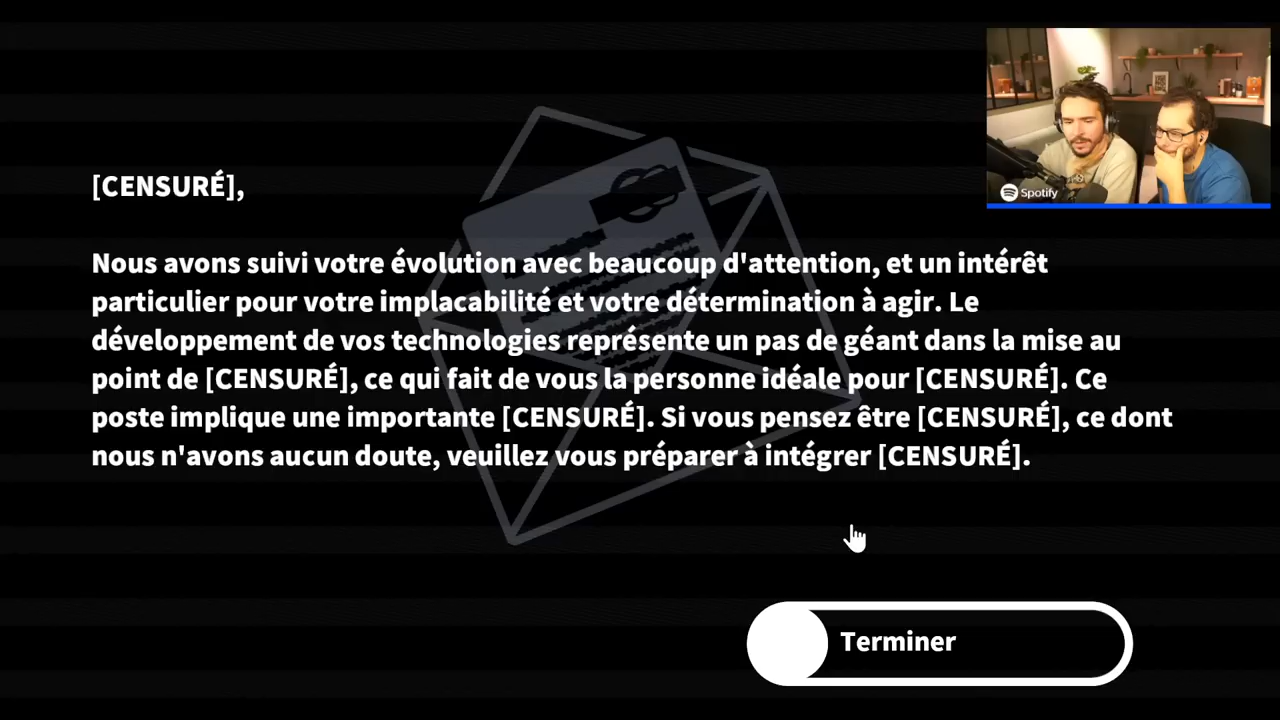 Spotify
[CENSURÉ],
Nous avons suivi votre évolution avec beaucoup d'attention, et un intérêt
particulier pour votre implacabilité et votre détermination à agir. Le
développement de vos technologies représente un pas de géant dans la mise au
point de [CENSURÉ], ce qui fait de vous la personne idéale pour [CENSURÉ]. Ce
poste implique une importante [CENSURÉ]. Si vous pensez être [CENSURÉ], ce dont
nous n'avons aucun doute, veuillez vous préparer à intégrer [CENSURÉ].
Terminer